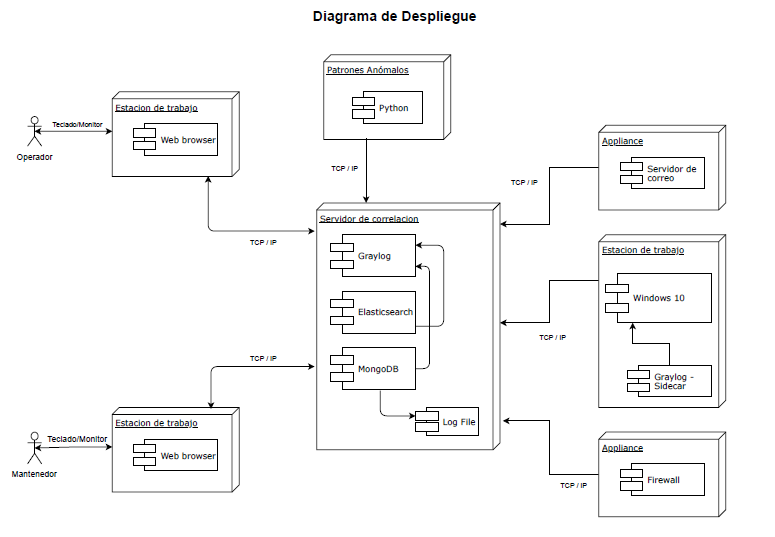 Diagrama de Despliegue
Patrones Anómalos
Python
Estacion de trabajo
Web browser
Teclado/Monitor
Operador
TCP / IP
TCP / IP
TCP / IP
Appliance
Servidor de
correo
Servidor de correlacion
Graylog
Elasticsearch
MongoDB
Log File
Estacion de trabajo
Windows 10
Graylog -
Sidecar
TCP / IP
TCP / IP
Estacion de trabajo
Web browser
Teclado/Monitor
Mantenedor
Appliance
Firewall
TCP / IP